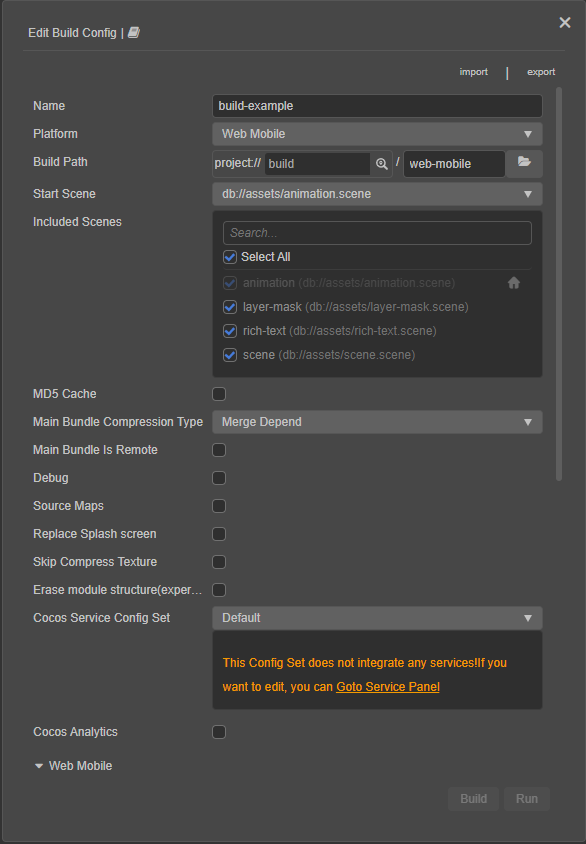 Edit Build Config |
import | export
Name build-example
Platform Web Mobile
Build Path project:// build / web-mobile
Start Scene db://assets/animation.scene
Included Scenes
Search...
Select All
animation (db://assets/animation.scene)
layer-mask (db://assets/layer-mask.scene)
rich-text (db://assets/rich-text.scene)
scene (db://assets/scene.scene)
MD5 Cache
Main Bundle Compression Type Merge Depend
Main Bundle Is Remote
Debug
Source Maps
Replace Splash screen
Skip Compress Texture
Erase module structure(exper...
Cocos Service Config Set Default
This Config Set does not integrate any services!If you
want to edit, you can Goto Service Panel
Cocos Analytics
Web Mobile
Build Run